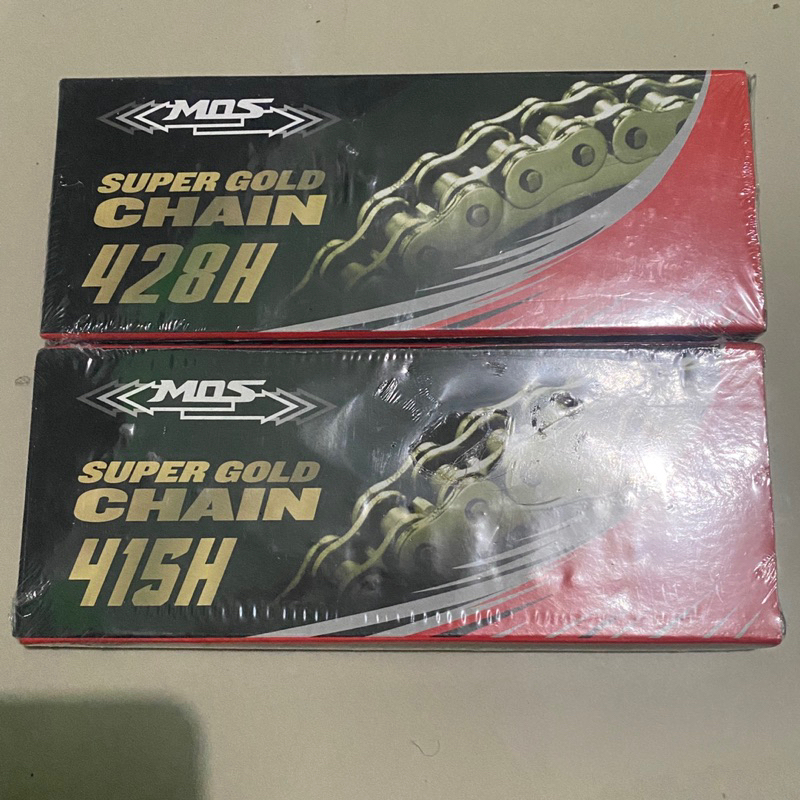 MOS
SUPER GOLD
CHAIN
428H
MOS
SUPER GOLD
CHAIN
415H